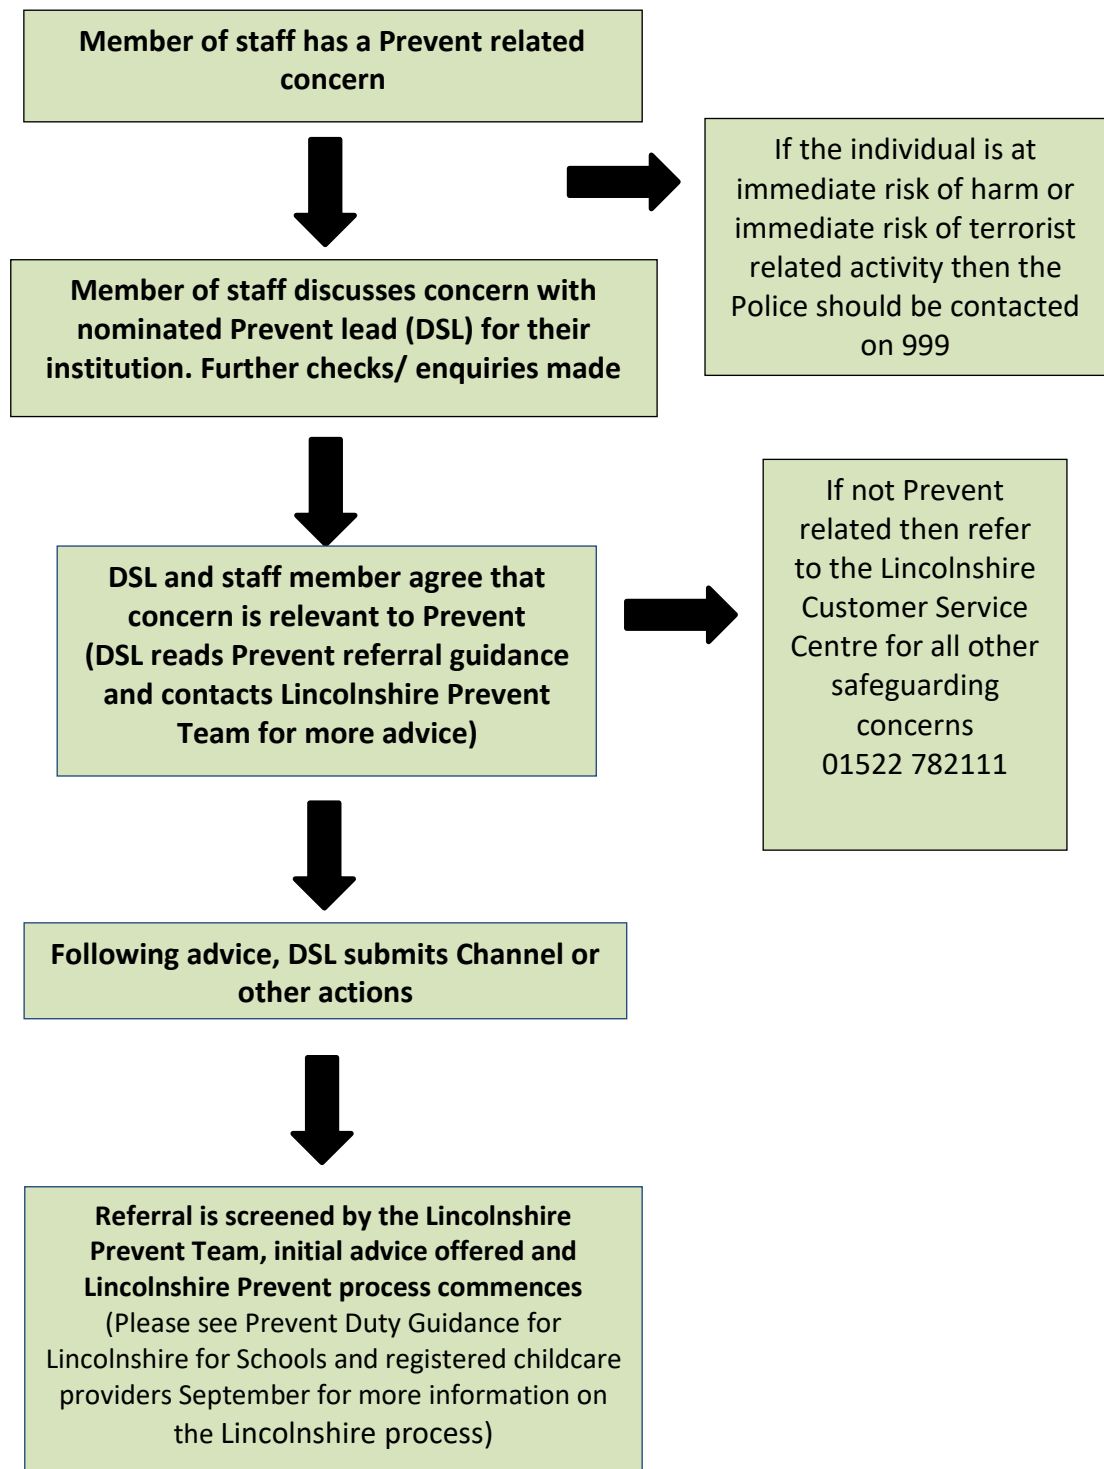 Member of staff has a Prevent related
concern
If the individual is at
immediate risk of harm or
immediate risk of terrorist
related activity then the
Police should be contacted
on 999
Member of staff discusses concern with
nominated Prevent lead (DSL) for their
institution. Further checks/ enquiries made
If not Prevent
related then refer
to the Lincolnshire
Customer Service
Centre for all other
safeguarding
concerns
01522 782111
DSL and staff member agree that
concern is relevant to Prevent
(DSL reads Prevent referral guidance
and contacts Lincolnshire Prevent
Team for more advice)
Following advice, DSL submits Channel or
other actions
Referral is screened by the Lincolnshire
Prevent Team, initial advice offered and
Lincolnshire Prevent process commences
(Please see Prevent Duty Guidance for
Lincolnshire for Schools and registered childcare
providers September for more information on
the Lincolnshire process)